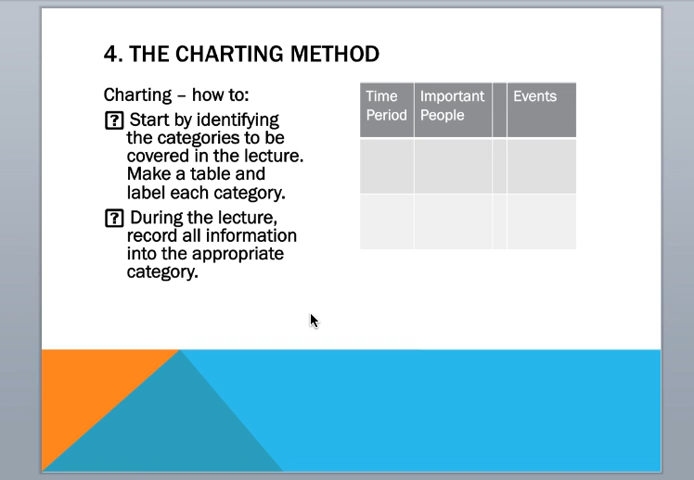 4. THE CHARTING METHOD
Charting – how to:
? Start by identifying
the categories to be
covered in the lecture.
Make a table and
label each category.
? During the lecture,
record all information
into the appropriate
category.
Time Period
Important People
Events